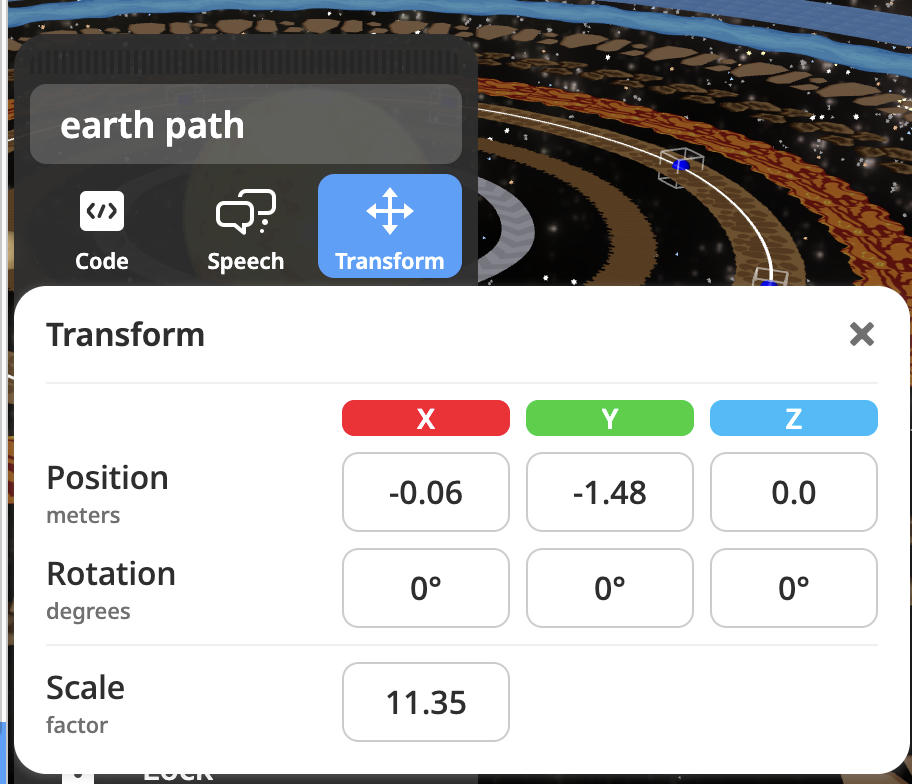 earth path
Code Speech Transform
Transform
X Y Z
Position -0.06 -1.48 0.0
meters
Rotation 0° 0° 0°
degrees
Scale 11.35
factor
Lock